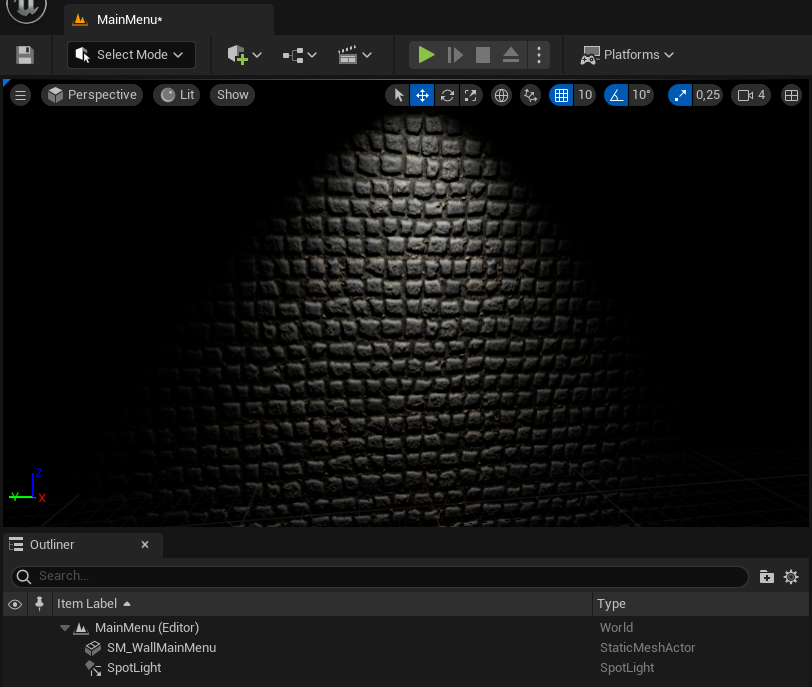 MainMenu*
Select Mode
Platforms
Perspective Lit Show 10 10° 0,25 4
Z
Y X
Outliner
Search...
Item Label Type
MainMenu (Editor) World
SM_WallMainMenu StaticMeshActor
SpotLight SpotLight